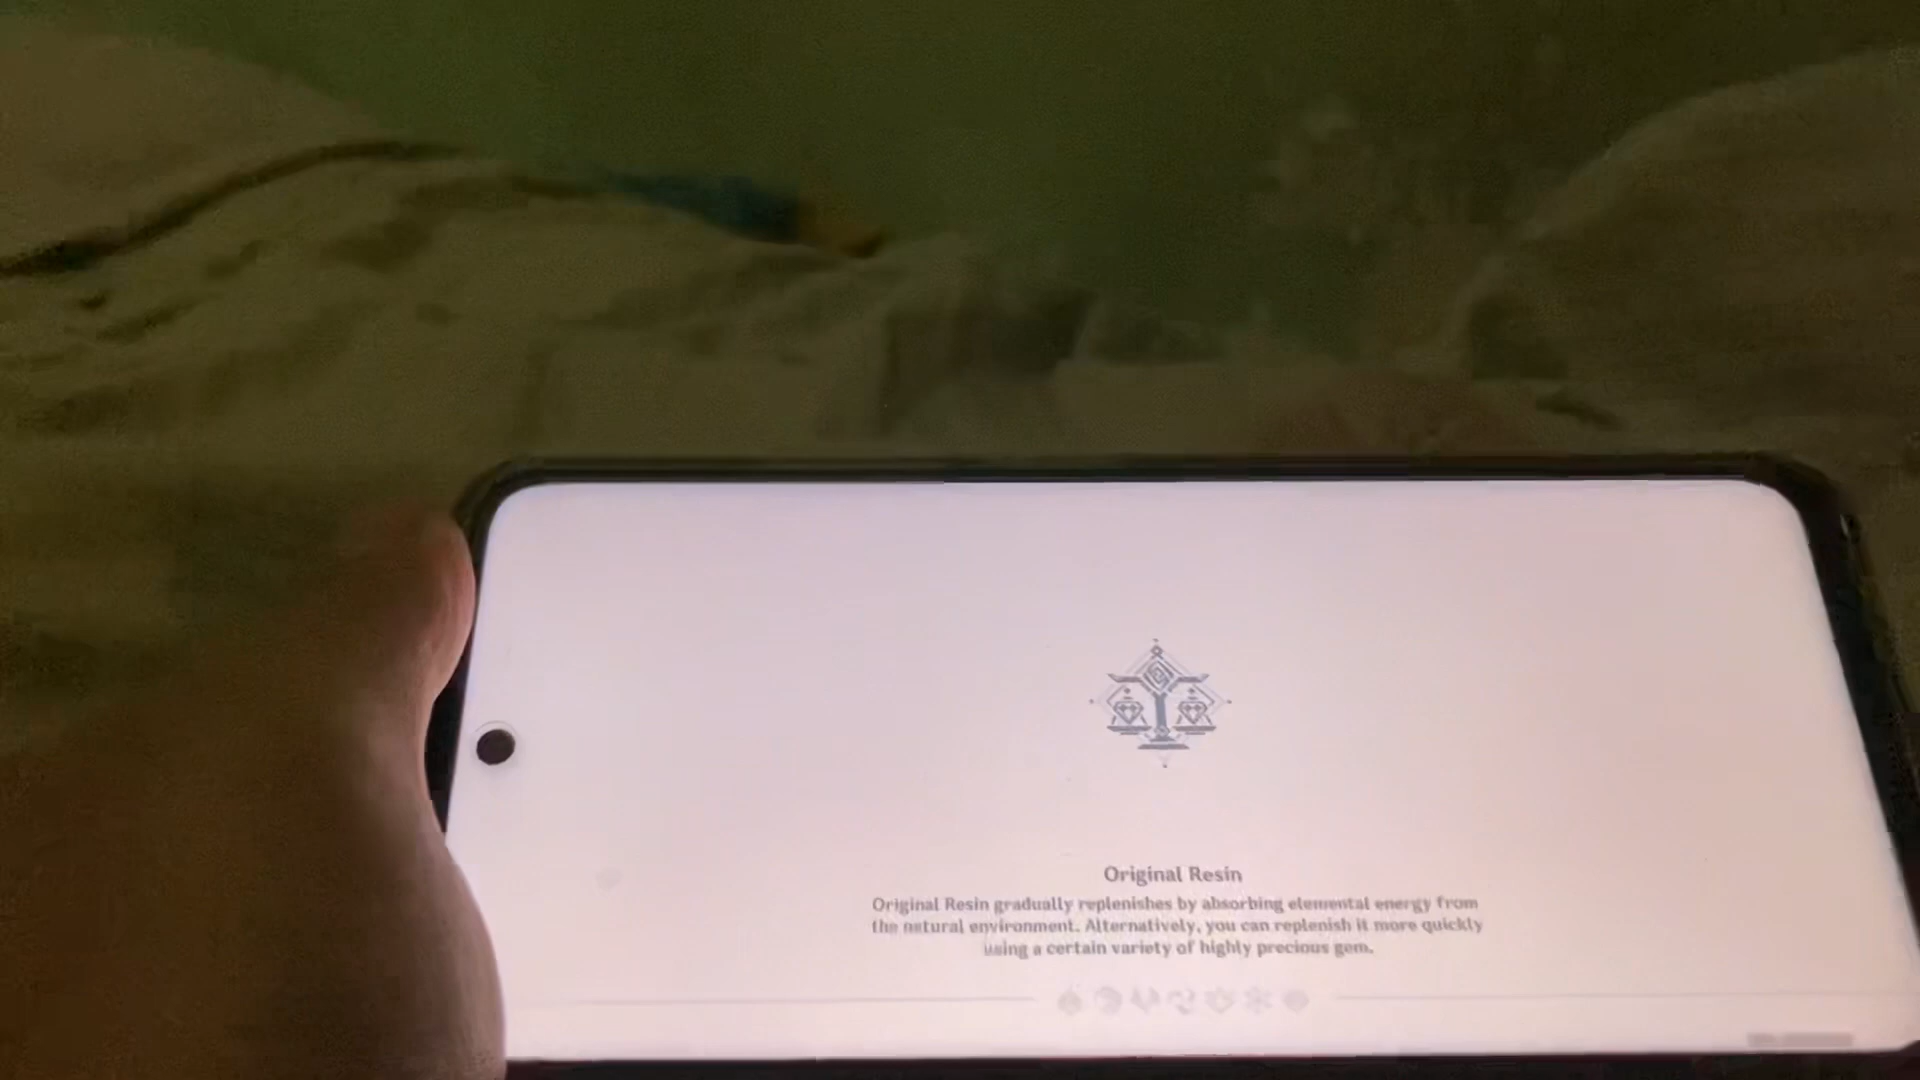 Original Resin
Original Resin gradually replenishes by absorbing elemental energy from
the natural environment. Alternatively, you can replenish it more quickly
using a certain variety of highly precious gem.